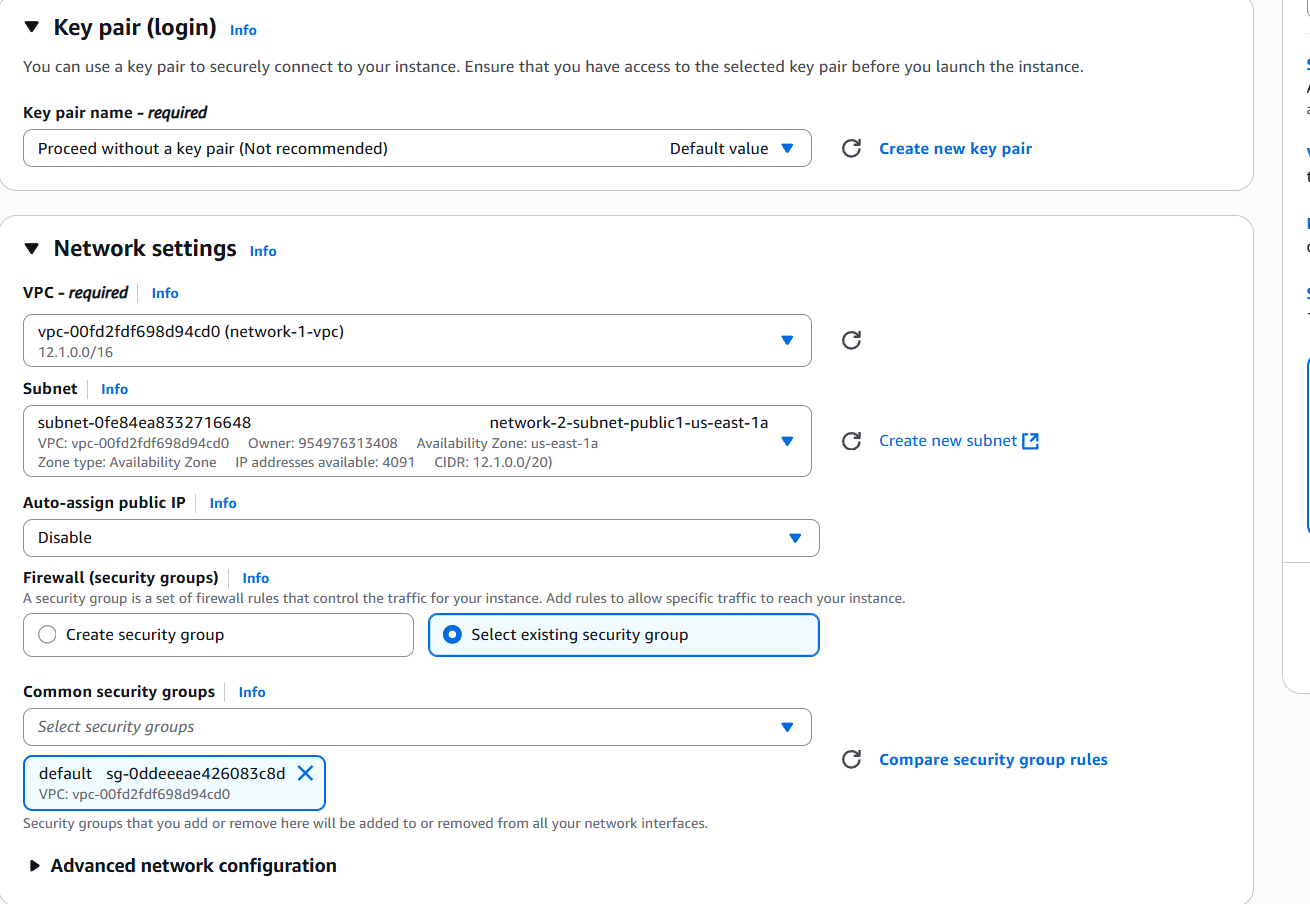 Key pair (login) Info
You can use a key pair to securely connect to your instance. Ensure that you have access to the selected key pair before you launch the instance.
Key pair name - required
Proceed without a key pair (Not recommended) Default value
Create new key pair
Network settings Info
VPC - required Info
vpc-00fd2fdf698d94cd0 (network-1-vpc)
12.1.0.0/16
Subnet Info
subnet-0fe84ea8332716648 network-2-subnet-public1-us-east-1a
VPC: vpc-00fd2fdf698d94cd0 Owner: 954976313408 Availability Zone: us-east-1a
Zone type: Availability Zone IP addresses available: 4091 CIDR: 12.1.0.0/20)
Create new subnet
Auto-assign public IP Info
Disable
Firewall (security groups) Info
A security group is a set of firewall rules that control the traffic for your instance. Add rules to allow specific traffic to reach your instance.
Create security group
Select existing security group
Common security groups Info
Select security groups
default sg-0ddeeeae426083c8d
VPC: vpc-00fd2fdf698d94cd0
Compare security group rules
Security groups that you add or remove here will be added to or removed from all your network interfaces.
Advanced network configuration